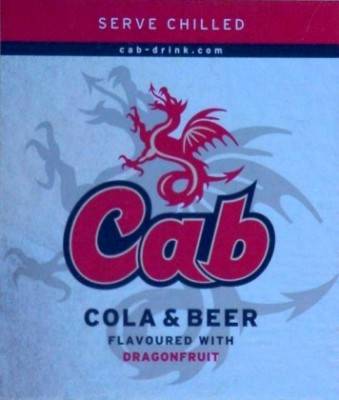 SERVE CHILLED
cab-drink.com
Cab
COLA & BEER
FLAVOURED WITH
DRAGONFRUIT